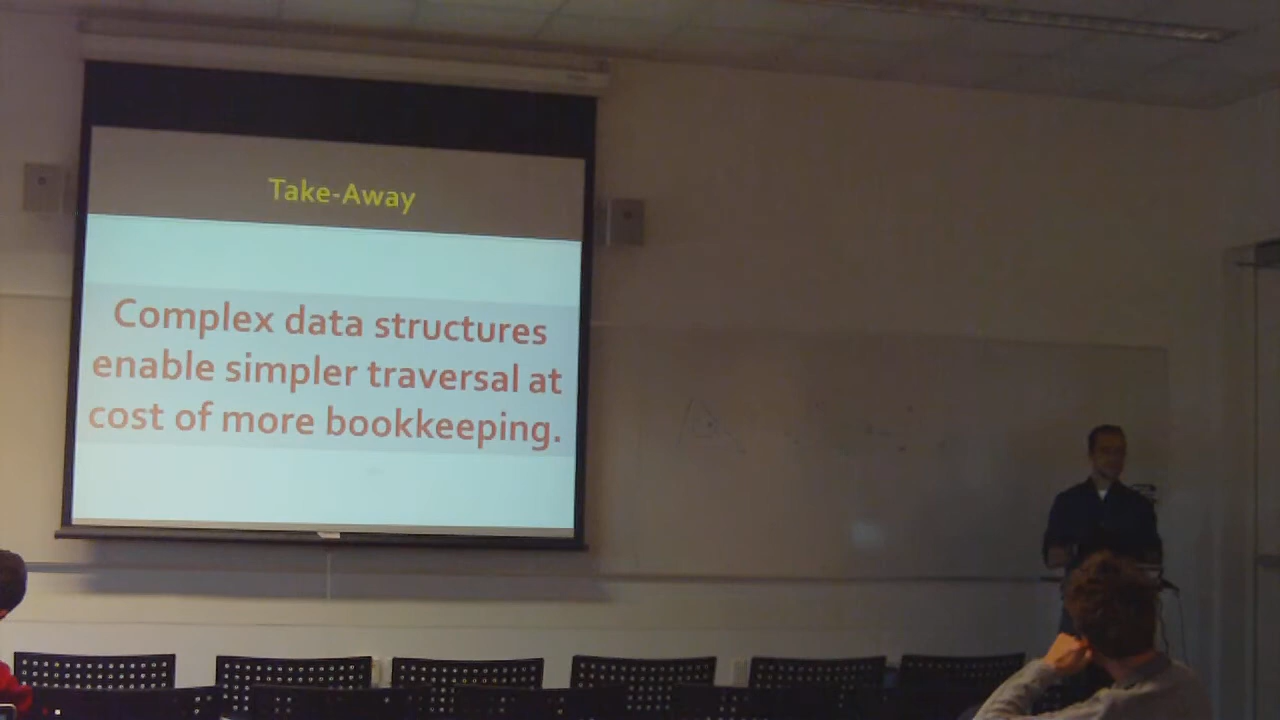 Take-Away
Complex data structures
enable simpler traversal at
cost of more bookkeeping.